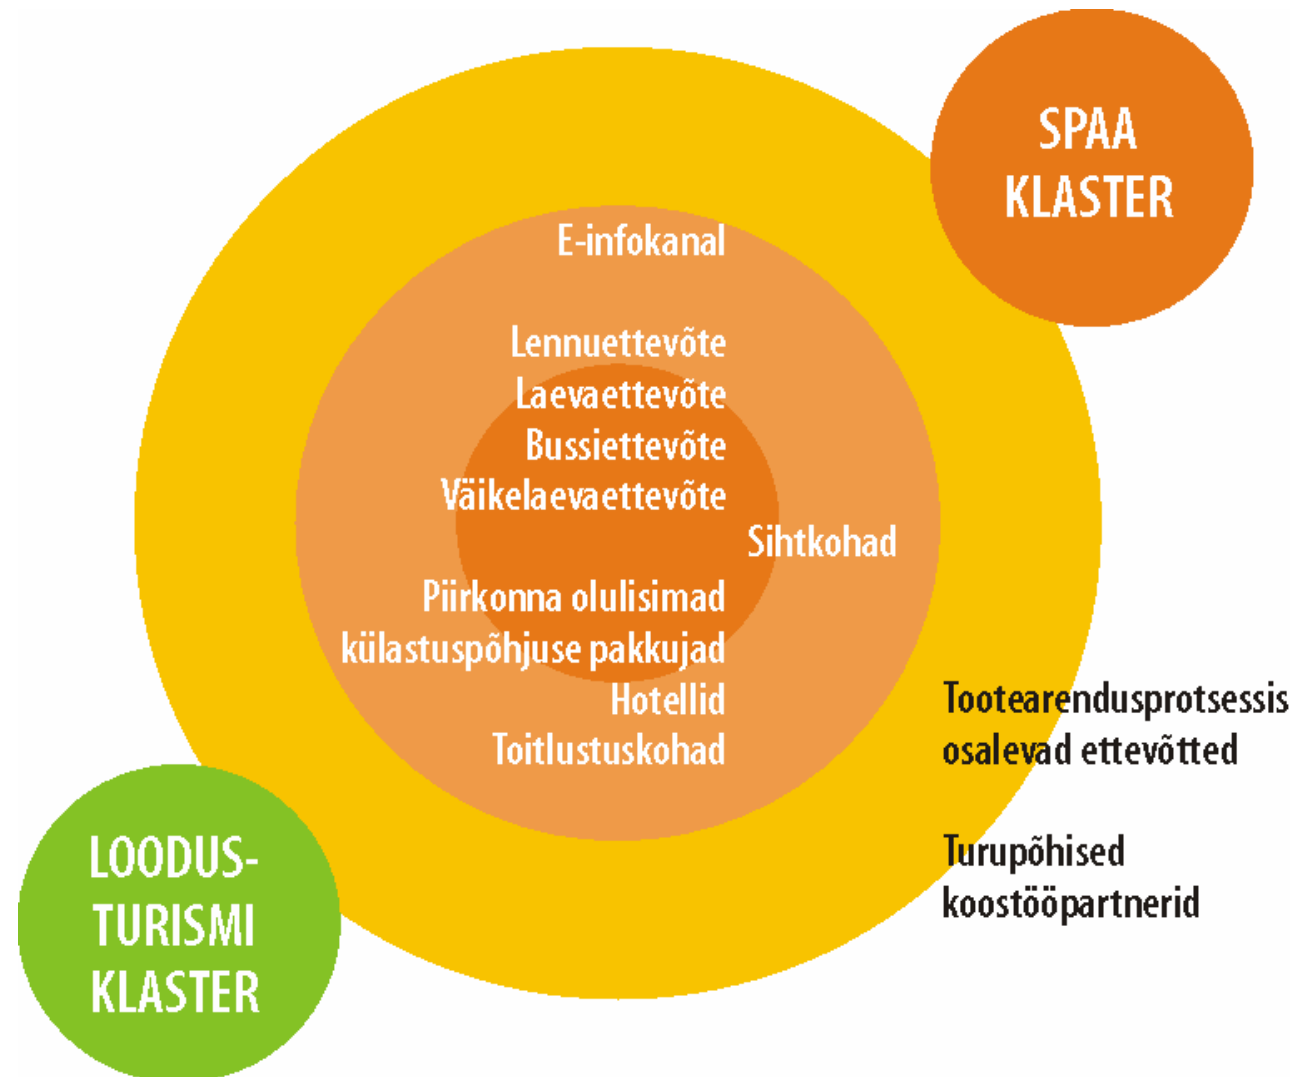 SPAA
KLASTER
E-infokanal
Lennuettevõte
Laevaettevõte
Bussiettevõte
Väikelaevaettevõte
Sihtkohad
Piirkonna olulisimad
külastuspõhjuse pakkujad
Hotellid
Toitlustuskohad
Tootearendusprotsessis
osalevad ettevõtted
Turupõhised
koostööpartnerid
LOODUS-
TURISMI
KLASTER